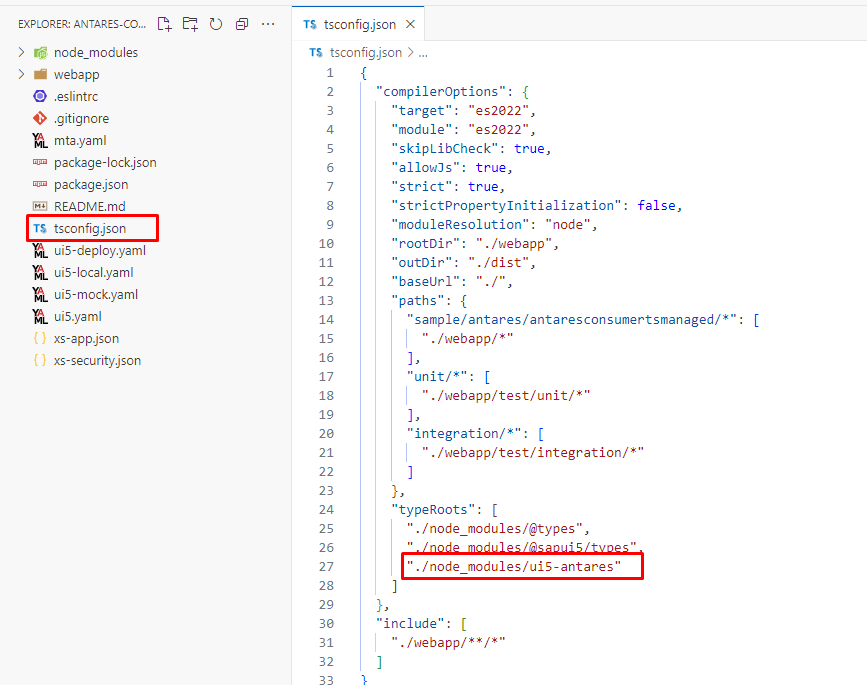 EXPLORER: ANTARES-CO...
node_modules
webapp
.eslintrc
.gitignore
mta.yaml
package-lock.json
package.json
README.md
TS tsconfig.json
ui5-deploy.yaml
ui5-local.yaml
ui5-mock.yaml
ui5.yaml
xs-app.json
xs-security.json
TS tsconfig.json ×
TS tsconfig.json > ...
1 {
2 "compilerOptions": {
3 "target": "es2022",
4 "module": "es2022",
5 "skipLibCheck": true,
6 "allowJs": true,
7 "strict": true,
8 "strictPropertyInitialization": false,
9 "moduleResolution": "node",
10 "rootDir": "./webapp",
11 "outDir": "./dist",
12 "baseUrl": "./",
13 "paths": {
14 "sample/antares/antaresconsumertsmanaged/*": [
15 "./webapp/*"
16 ],
17 "unit/*": [
18 "./webapp/test/unit/*"
19 ],
20 "integration/*": [
21 "./webapp/test/integration/*"
22 ]
23 },
24 "typeRoots": [
25 "./node_modules/@types",
26 "./node_modules/@sapui5/types",
27 "./node_modules/ui5-antares"
28 ]
29 },
30 "include": [
31 "./webapp/**/*"
32 ]
33 }